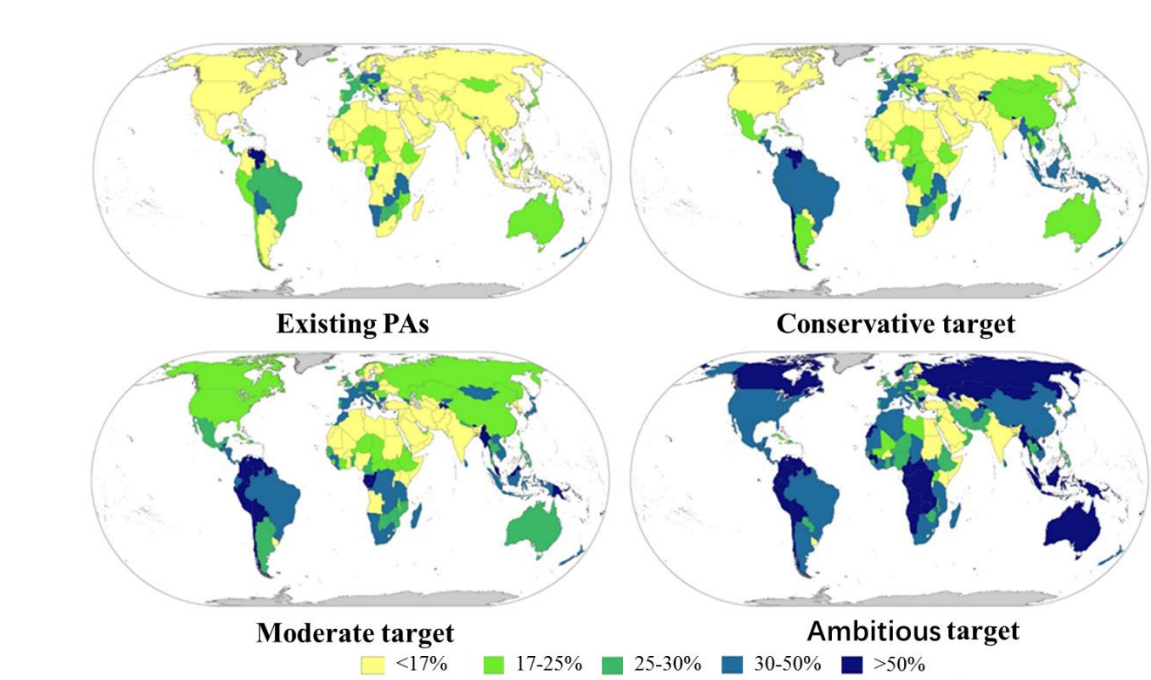 Existing PAs
Conservative target
Moderate target
Ambitious target
<17%
17-25%
25-30%
30-50%
>50%